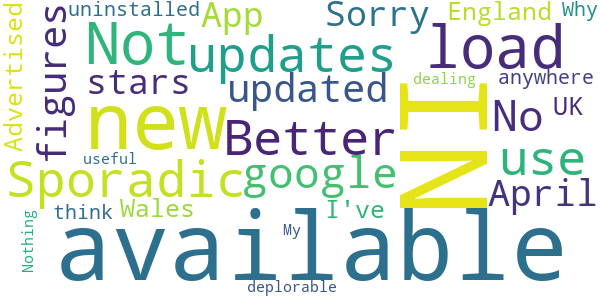 uninstalled App Sorry England Why
Advertised figures Not updates load
stars updated dealing anywhere
new Better NI No UK
useful Sporadic google use
April
think Wales I've
Nothing available My
deplorable